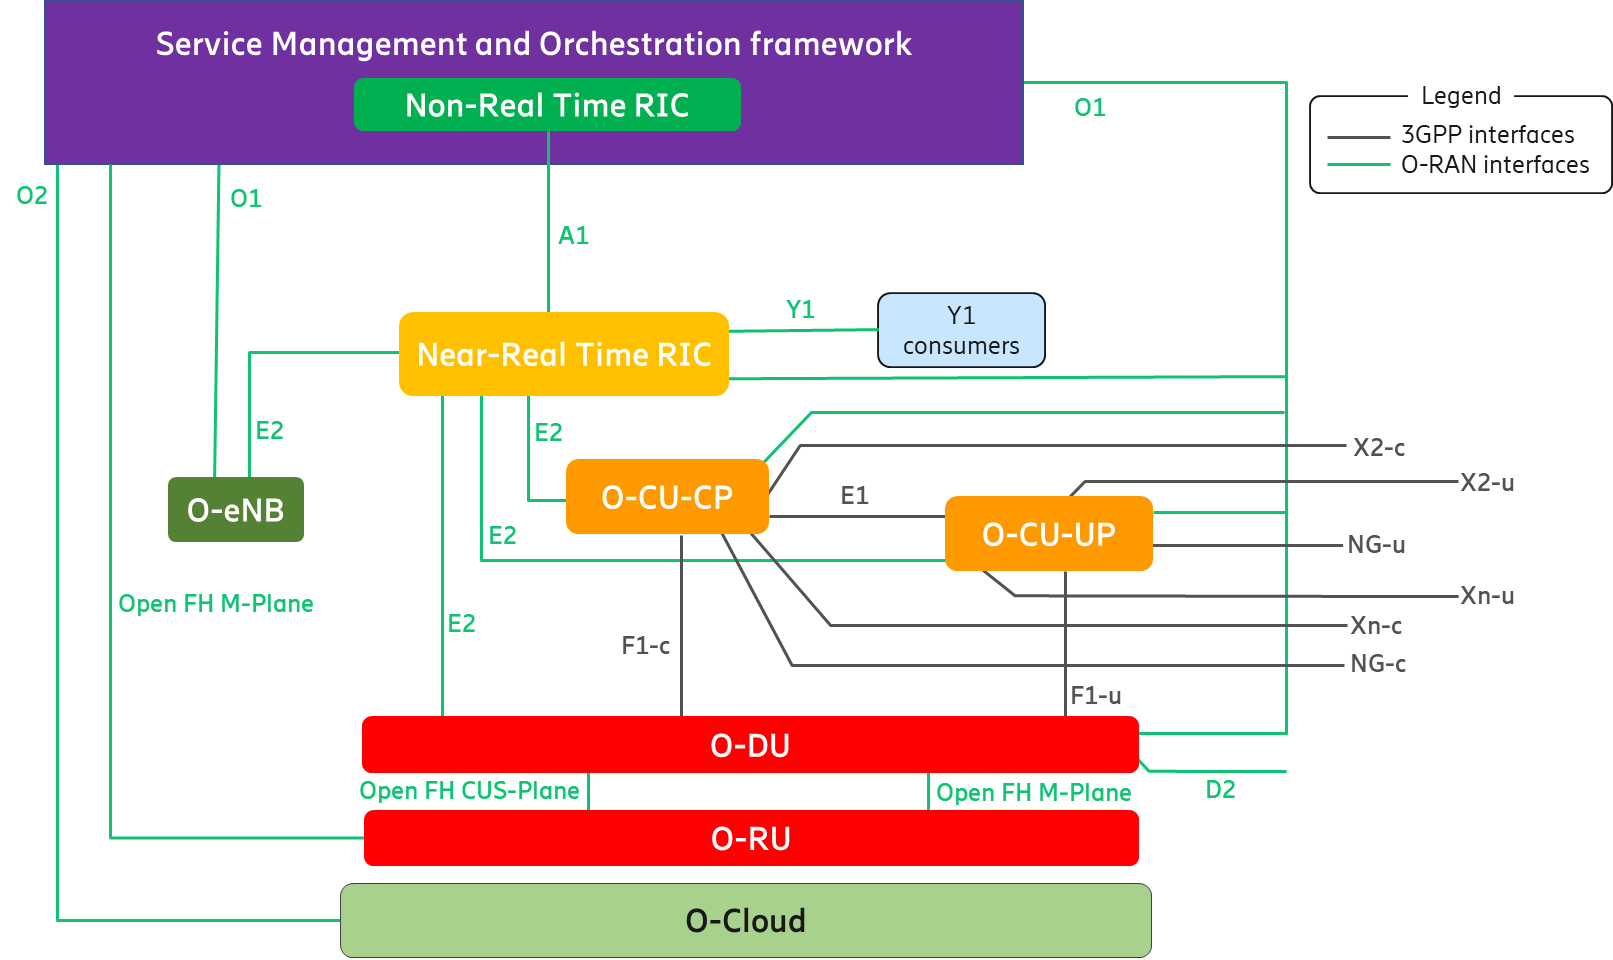 Service Management and Orchestration framework
Non-Real Time RIC
O1
Legend
3GPP interfaces
O-RAN interfaces
O2
O1
A1
Y1
Y1
consumers
Near-Real Time RIC
E2
E2
X2-c
X2-u
O-CU-CP
E1
O-eNB
O-CU-UP
E2
NG-u
Open FH M-Plane
Xn-u
E2
Xn-c
F1-c
NG-c
F1-u
O-DU
Open FH CUS-Plane
Open FH M-Plane
D2
O-RU
O-Cloud